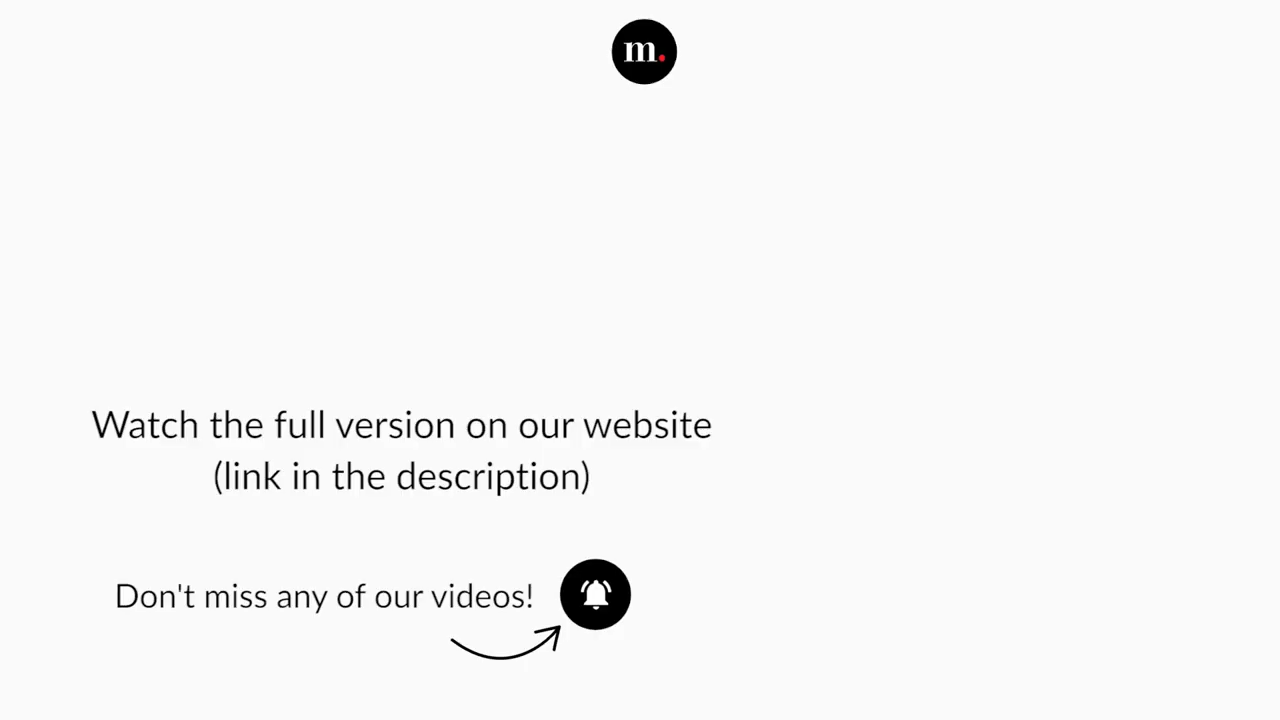 m.
Watch the full version on our website
(link in the description)
Don't miss any of our videos!